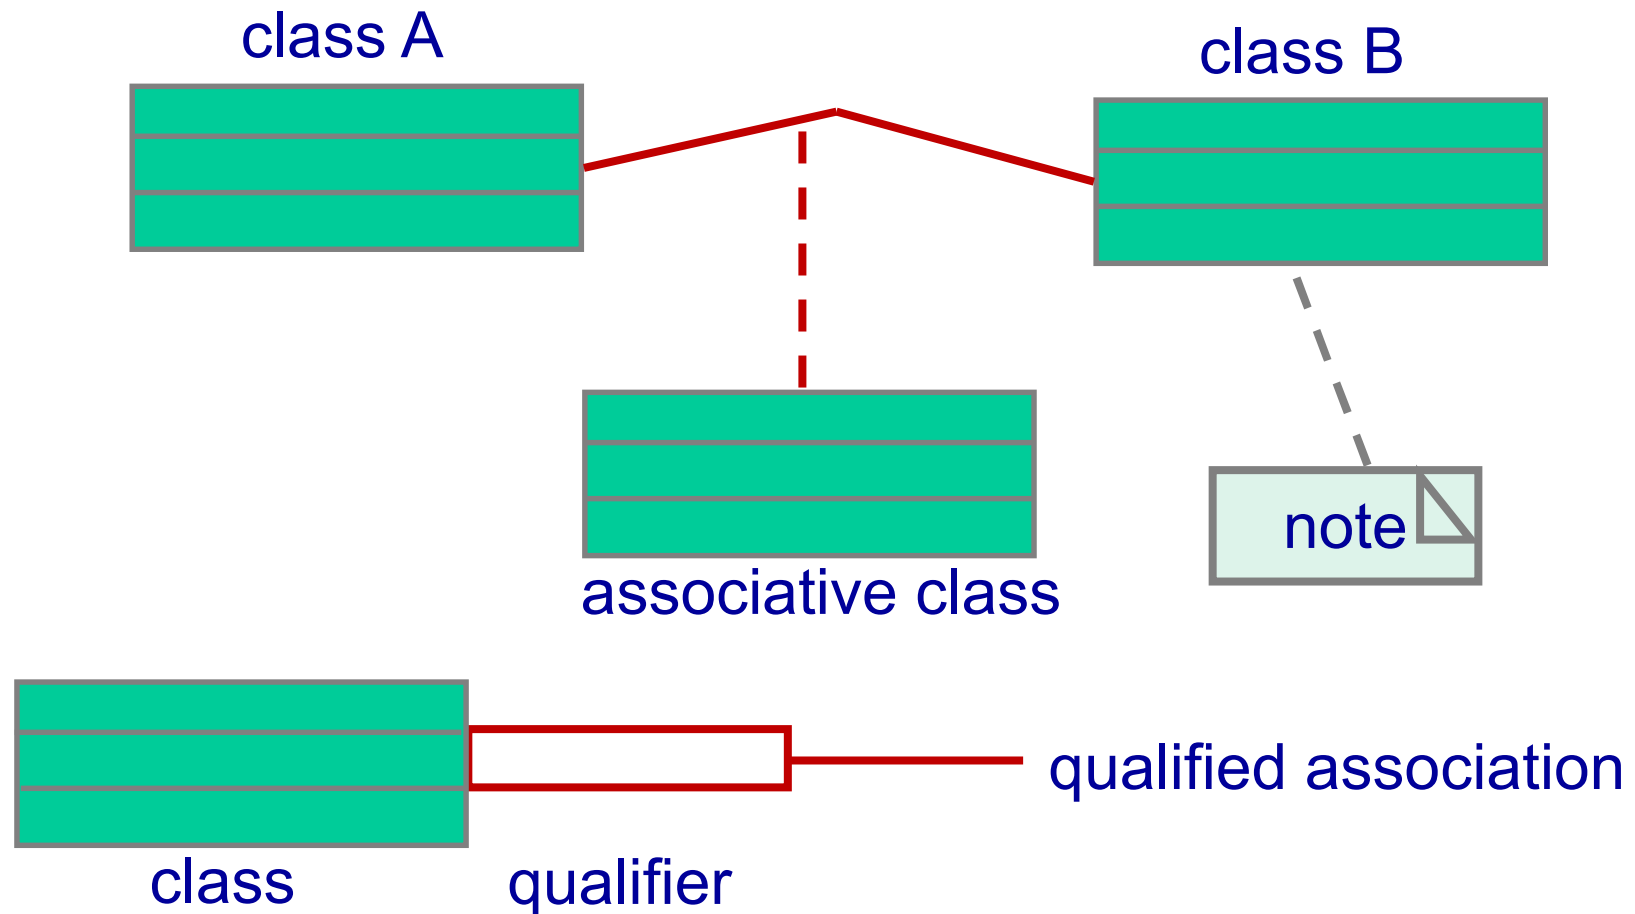 class A
class B
note
associative class
qualified association
class
qualifier